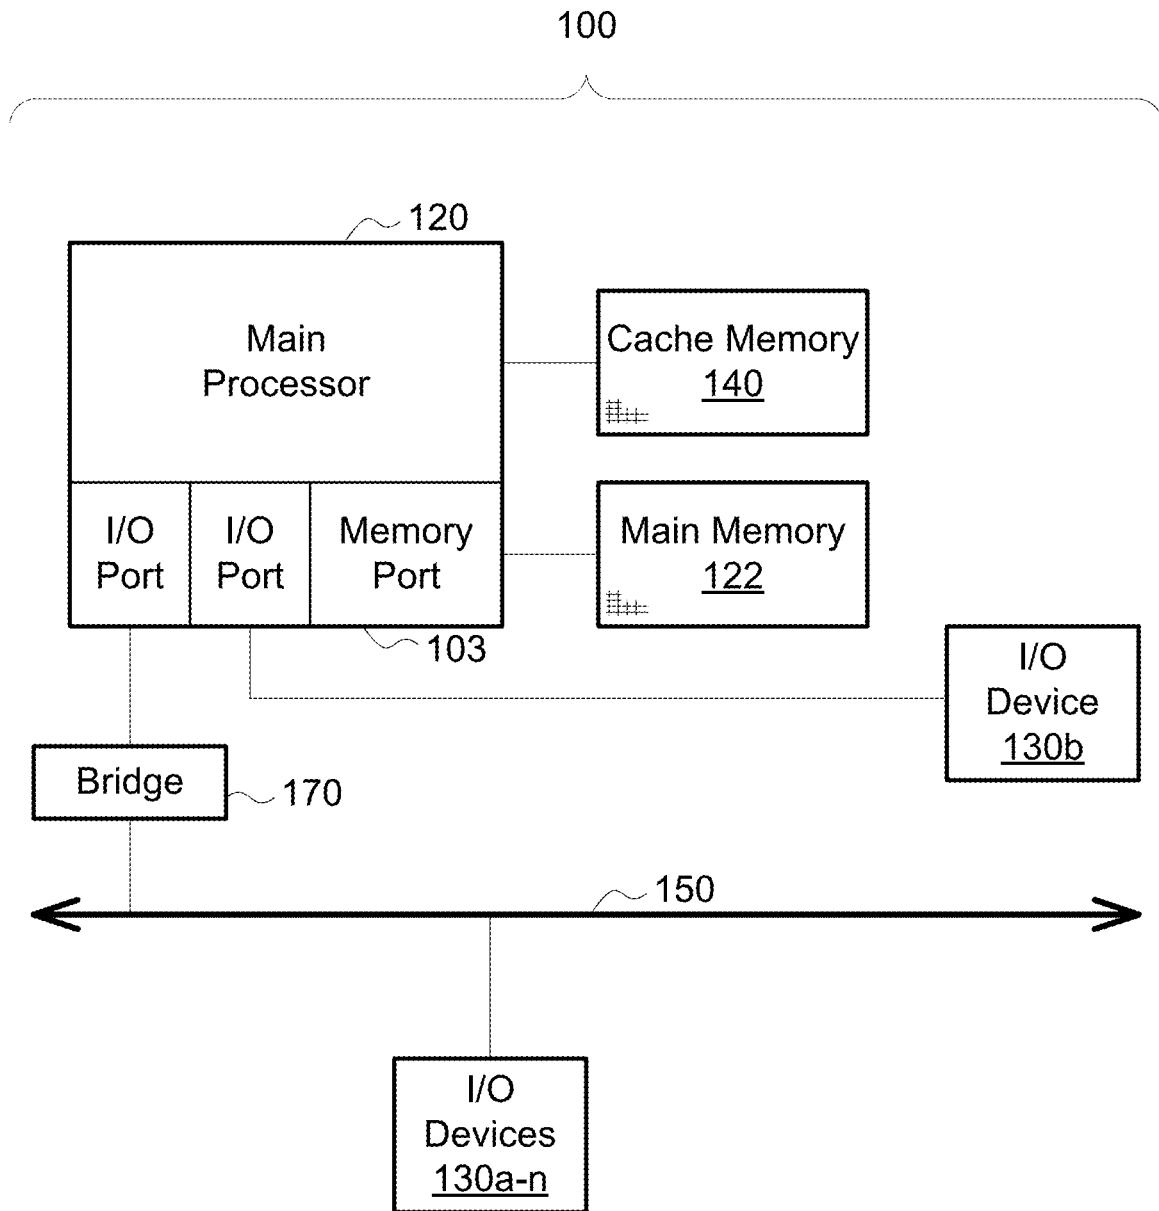 100
120
Main
Processor
Cache Memory
140
I/O
Port
I/O
Port
Memory
Port
Main Memory
122
103
I/O
Device
130b
Bridge
170
150
I/O
Devices
130a-n